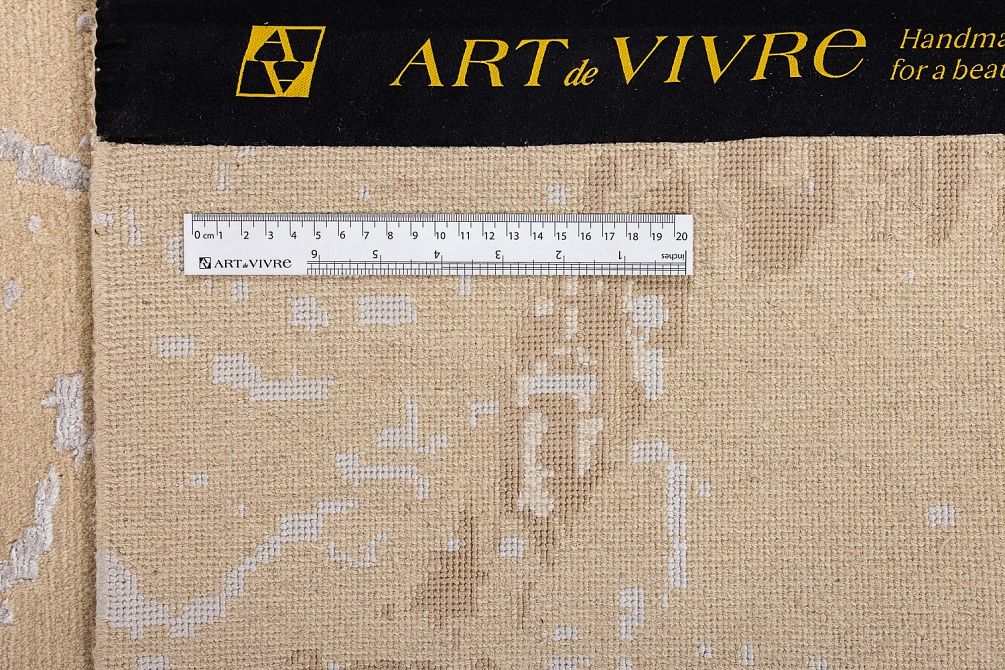 ART de VIVRE
Handma
for a beau
0 cm 1 2 3 4 5 6 7 8 9 10 11 12 13 14 15 16 17 18 19 20
ART de VIVRE
6 5 4 3 2 1 inches